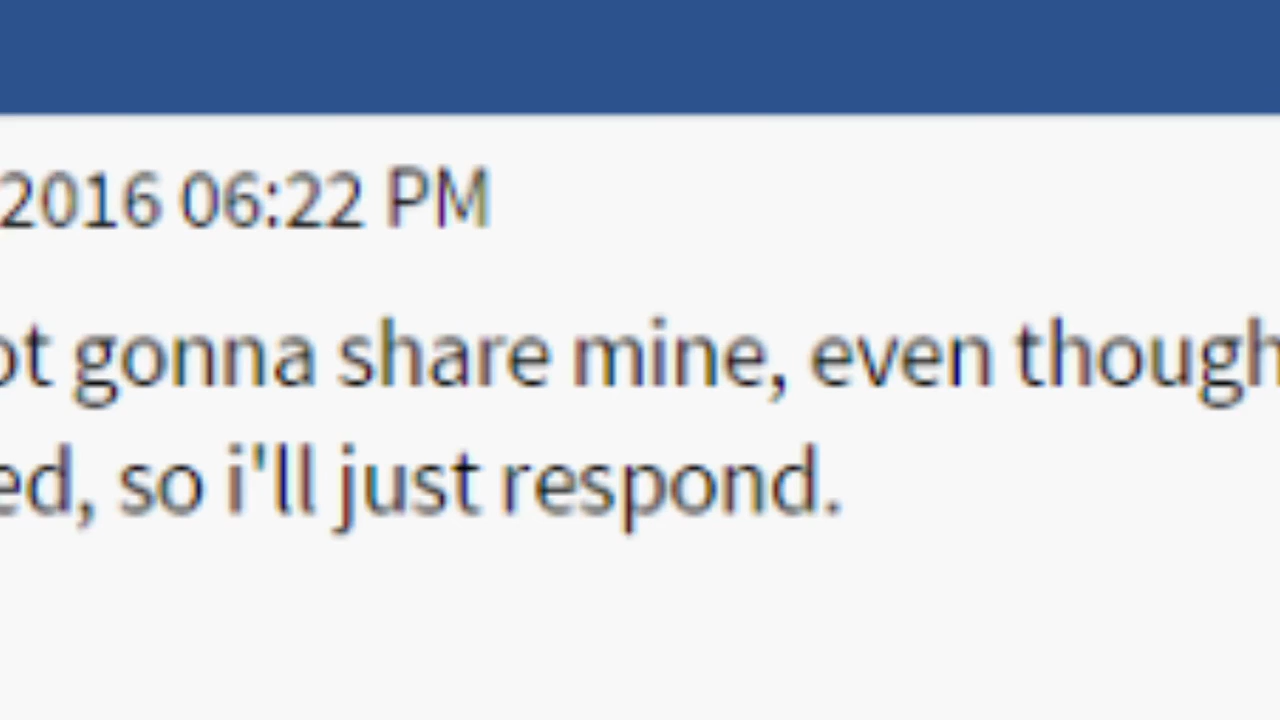 2016 06:22 PM
ot gonna share mine, even though
ed, so i'll just respond.